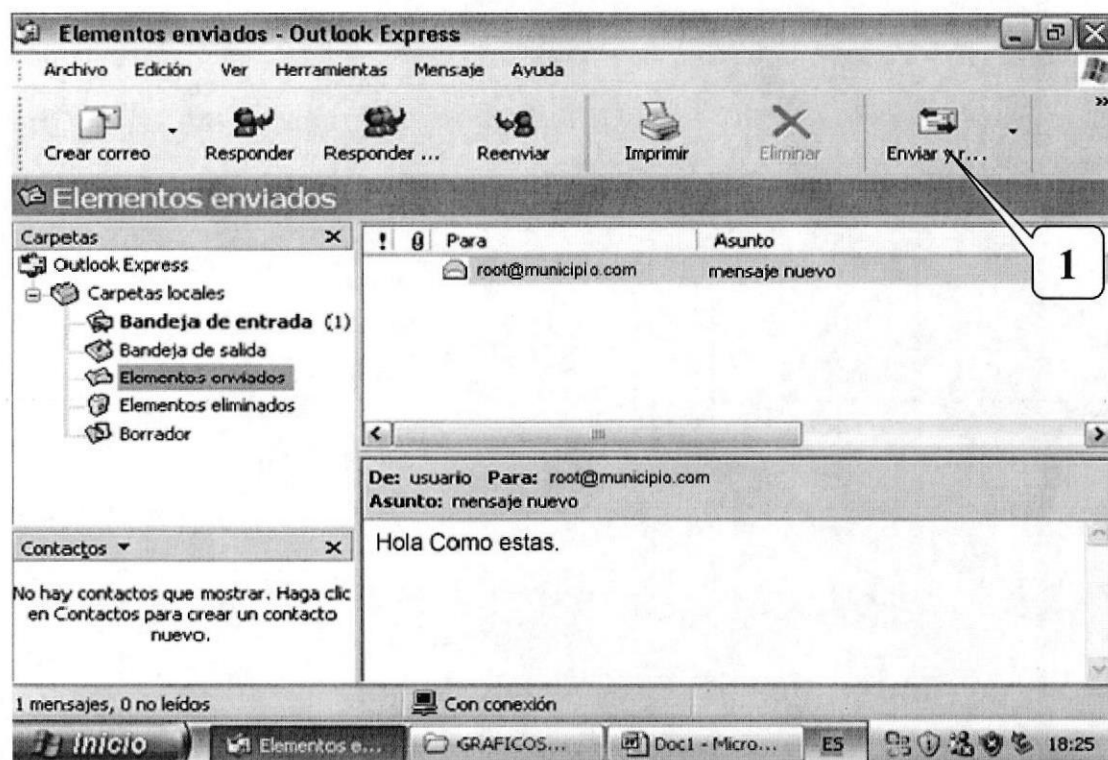 Elementos enviados - Outlook Express
Archivo Edición Ver Herramientas Mensaje Ayuda
»
Crear correo Responder Responder ... Reenviar Imprimir Eliminar Enviar y r...
Elementos enviados
Carpetas
Outlook Express
Carpetas locales
Bandeja de entrada (1)
Bandeja de salida
Elementos enviados
Elementos eliminados
Borrador
! Para Asunto
root@municipio.com mensaje nuevo
1
De: usuario Para: root@municipio.com
Asunto: mensaje nuevo
Hola Como estas.
Contactos
No hay contactos que mostrar. Haga clic
en Contactos para crear un contacto
nuevo.
1 mensajes, 0 no leídos Con conexión
Inicio Elementos e... GRAFICOS... Doc1 - Micro... ES 18:25